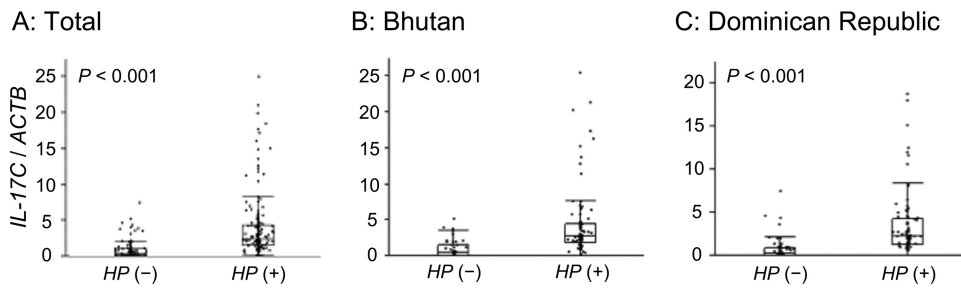 A: Total
B: Bhutan
C: Dominican Republic
IL-17C / ACTB
P < 0.001
25
20
15
10
5
0
HP (−)
HP (+)
P < 0.001
25
20
15
10
5
0
HP (−)
HP (+)
P < 0.001
20
15
10
5
0
HP (−)
HP (+)